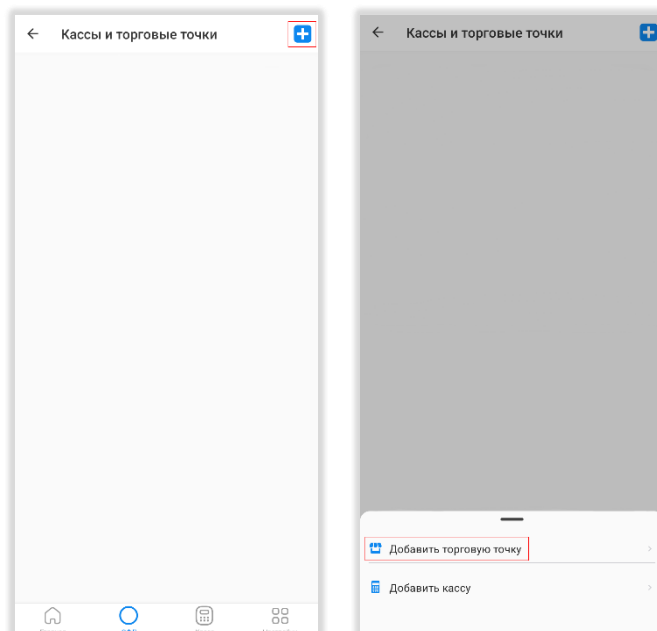 Кассы и торговые точки
Кассы и торговые точки
Добавить торговую точку
Добавить кассу